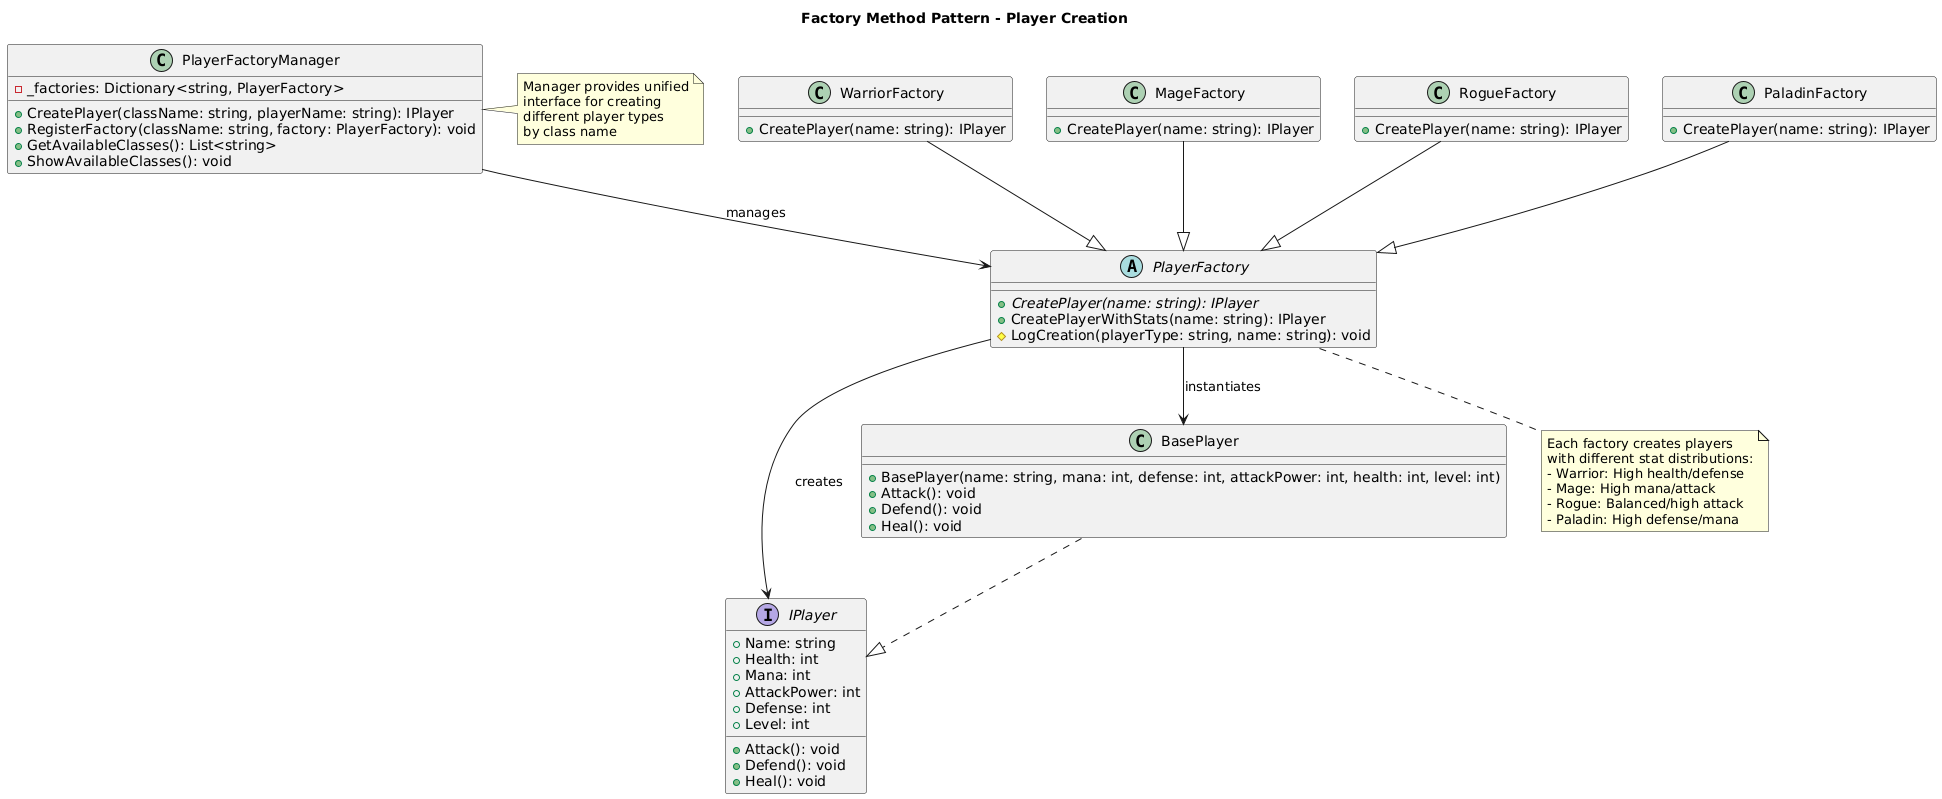 Factory Method Pattern - Player Creation
C PlayerFactoryManager
_factories: Dictionary<string, PlayerFactory>
CreatePlayer(className: string, playerName: string): IPlayer
RegisterFactory(className: string, factory: PlayerFactory): void
GetAvailableClasses(): List<string>
ShowAvailableClasses(): void
Manager provides unified
interface for creating
different player types
by class name
C WarriorFactory
CreatePlayer(name: string): IPlayer
C MageFactory
CreatePlayer(name: string): IPlayer
C RogueFactory
CreatePlayer(name: string): IPlayer
C PaladinFactory
CreatePlayer(name: string): IPlayer
manages
A PlayerFactory
CreatePlayer(name: string): IPlayer
CreatePlayerWithStats(name: string): IPlayer
LogCreation(playerType: string, name: string): void
instantiates
creates
C BasePlayer
BasePlayer(name: string, mana: int, defense: int, attackPower: int, health: int, level: int)
Attack(): void
Defend(): void
Heal(): void
Each factory creates players
with different stat distributions:
- Warrior: High health/defense
- Mage: High mana/attack
- Rogue: Balanced/high attack
- Paladin: High defense/mana
I IPlayer
Name: string
Health: int
Mana: int
AttackPower: int
Defense: int
Level: int
Attack(): void
Defend(): void
Heal(): void